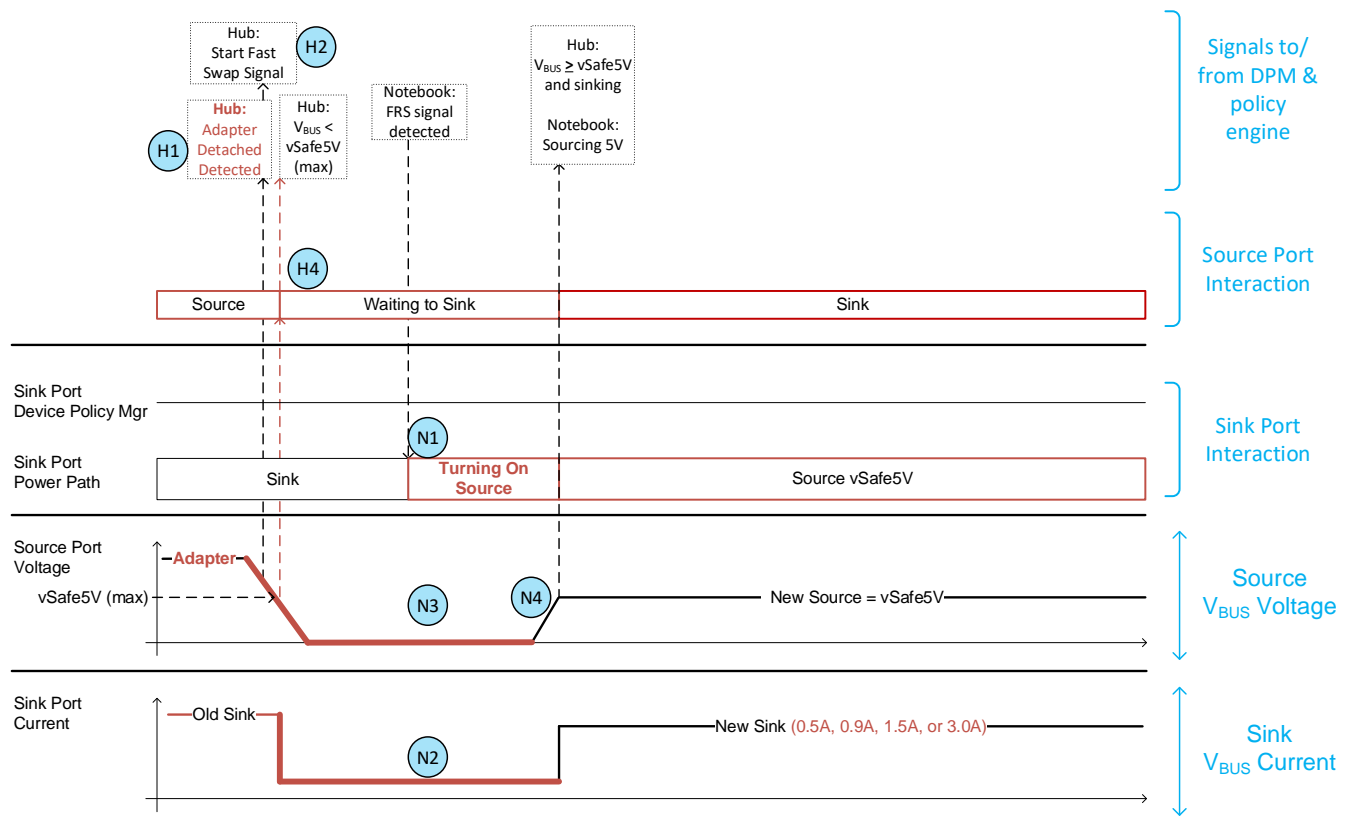 Hub:
Start Fast
Swap Signal
H2
Hub:
Adapter
Detached
Detected
H1
Hub:
VBUS <
vSafe5V
(max)
Notebook:
FRS signal
detected
Hub:
VBUS ≥ vSafe5V
and sinking
Notebook:
Sourcing 5V
Signals to/
from DPM &
policy
engine
H4
Source
Waiting to Sink
Sink
Source Port
Interaction
Sink Port
Device Policy Mgr
N1
Sink Port
Power Path
Sink
Turning On
Source
Source vSafe5V
Sink Port
Interaction
Source Port
Voltage
Adapter
vSafe5V (max)
N3
N4
New Source = vSafe5V
Source
VBUS Voltage
Sink Port
Current
Old Sink
N2
New Sink (0.5A, 0.9A, 1.5A, or 3.0A)
Sink
VBUS Current